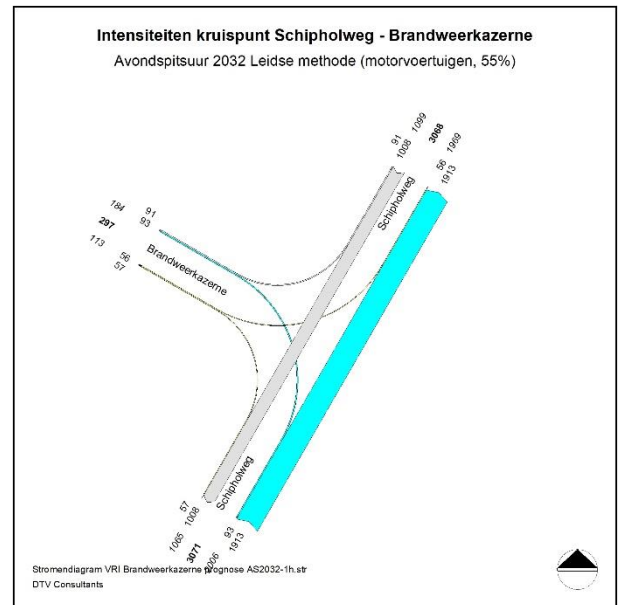 Intensiteiten kruispunt Schipholweg - Brandweerkazerne
Avondspitsuur 2032 Leidse methode (motorvoertuigen, 55%)
91 1099
1008 3068
56 1969
1913
Schipholweg
184 91
93
297
113 56
57
Brandweerkazerne
Schipholweg
57
1008
1065
3071
2006
93
1913
Stromendiagram VRI Brandweerkazerne prognose AS2032-1h.str
DTV Consultants